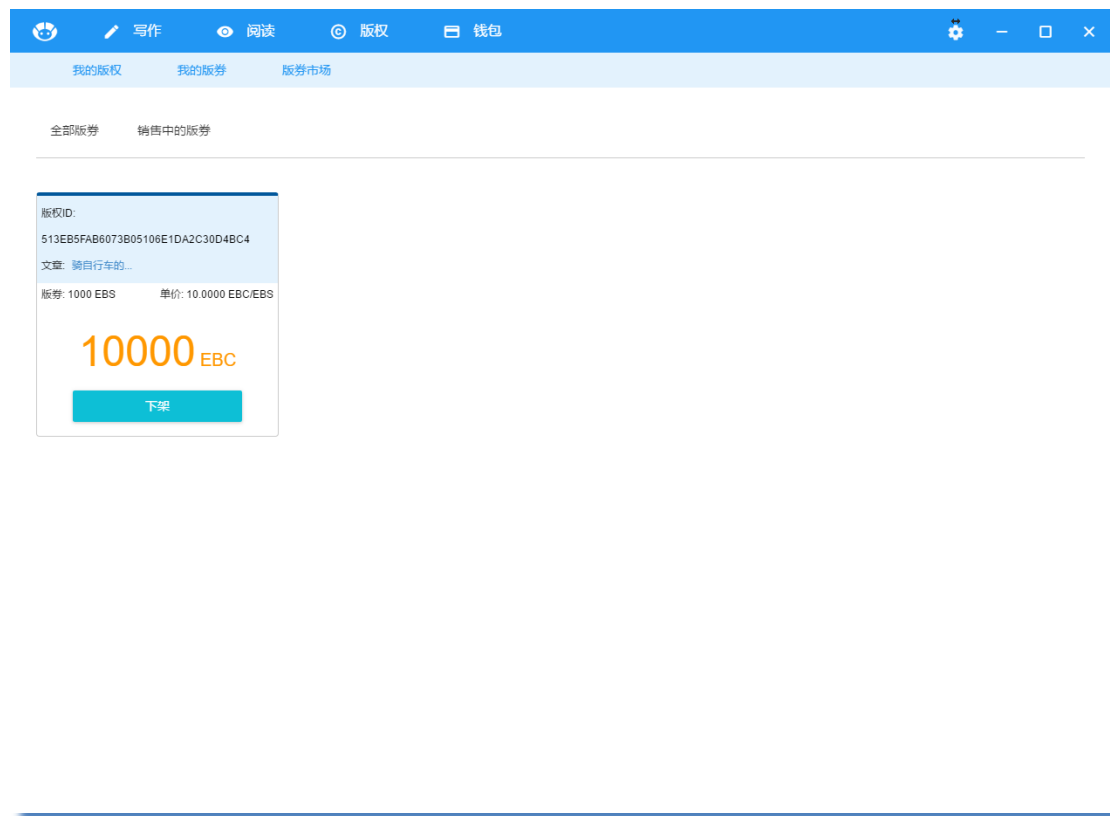 写作 阅读 © 版权 钱包
我的版权 我的版券 版券市场
全部版券 销售中的版券
版权ID:
513EB5FAB6073B05106E1DA2C30D4BC4
文章: 骑自行车的...
版券: 1000 EBS 单价: 10.0000 EBC/EBS
10000 EBC
下架